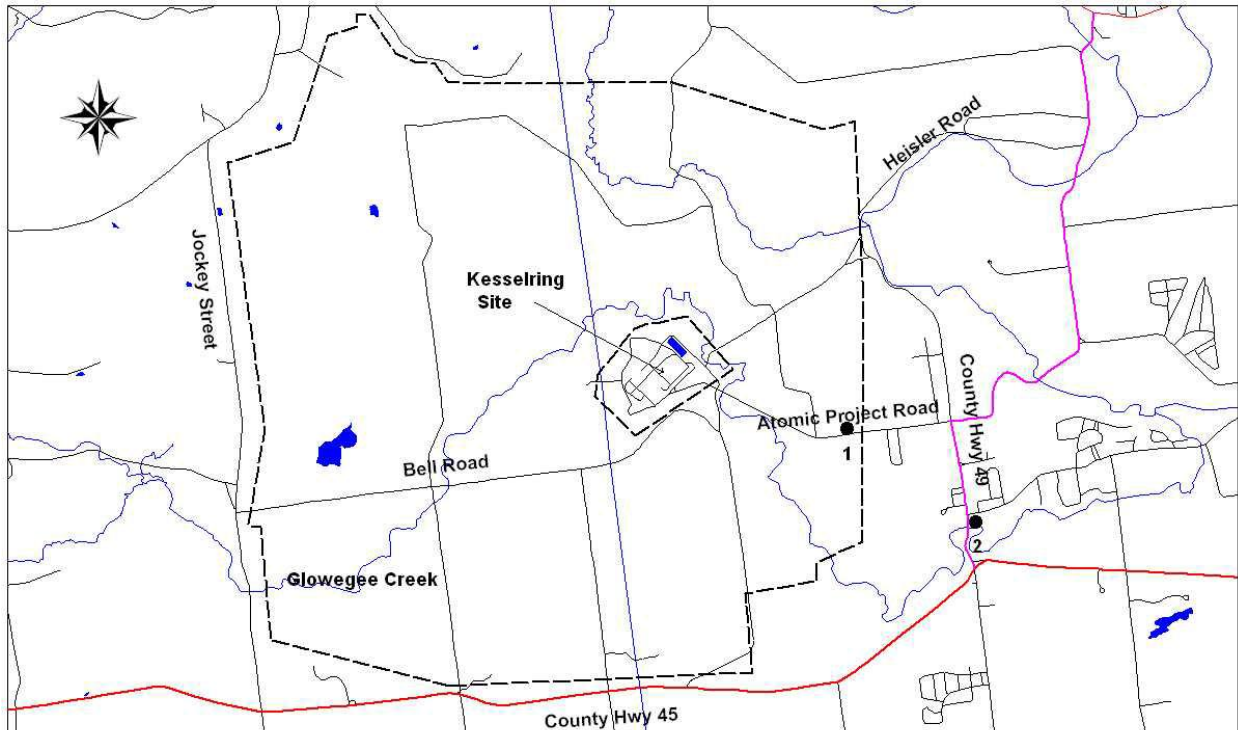 Heisler Road
Jockey Street
Kesselring
Site
County Hwy 49
Atomic Project Road
1
Bell Road
2
Glowegee Creek
County Hwy 45